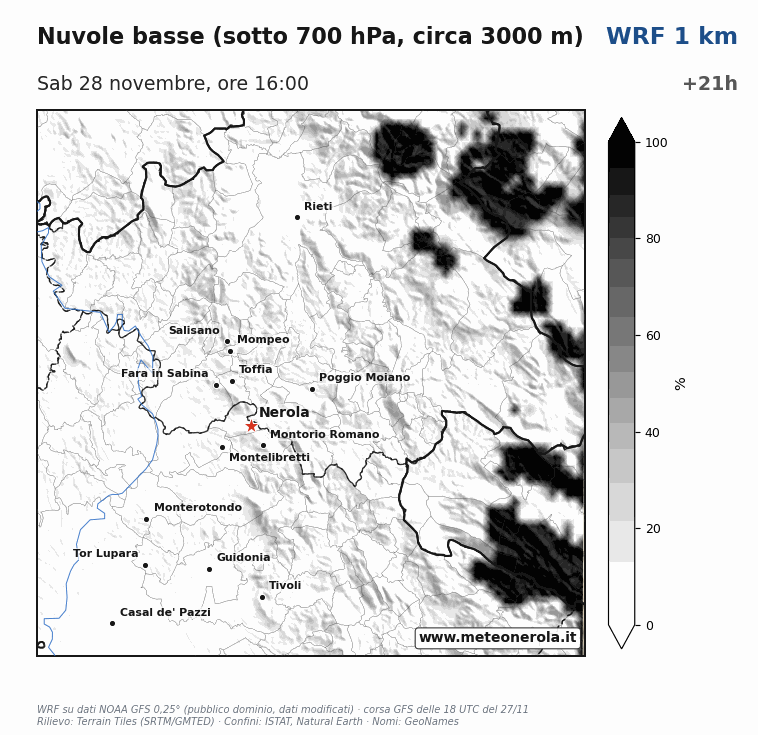 Nuvole basse (sotto 700 hPa, circa 3000 m) WRF 1 km
Sab 28 novembre, ore 16:00 +21h
100
Rieti
80
60
Salisano
Mompeo
Fara in Sabina
Toffia
Poggio Moiano
%
Nerola
40
Montorio Romano
Montelibretti
Monterotondo
20
Tor Lupara
Guidonia
Tivoli
Casal de' Pazzi
0
www.meteonerola.it
WRF su dati NOAA GFS 0,25° (pubblico dominio, dati modificati) · corsa GFS delle 18 UTC del 27/11
Rilievo: Terrain Tiles (SRTM/GMTED) · Confini: ISTAT, Natural Earth · Nomi: GeoNames